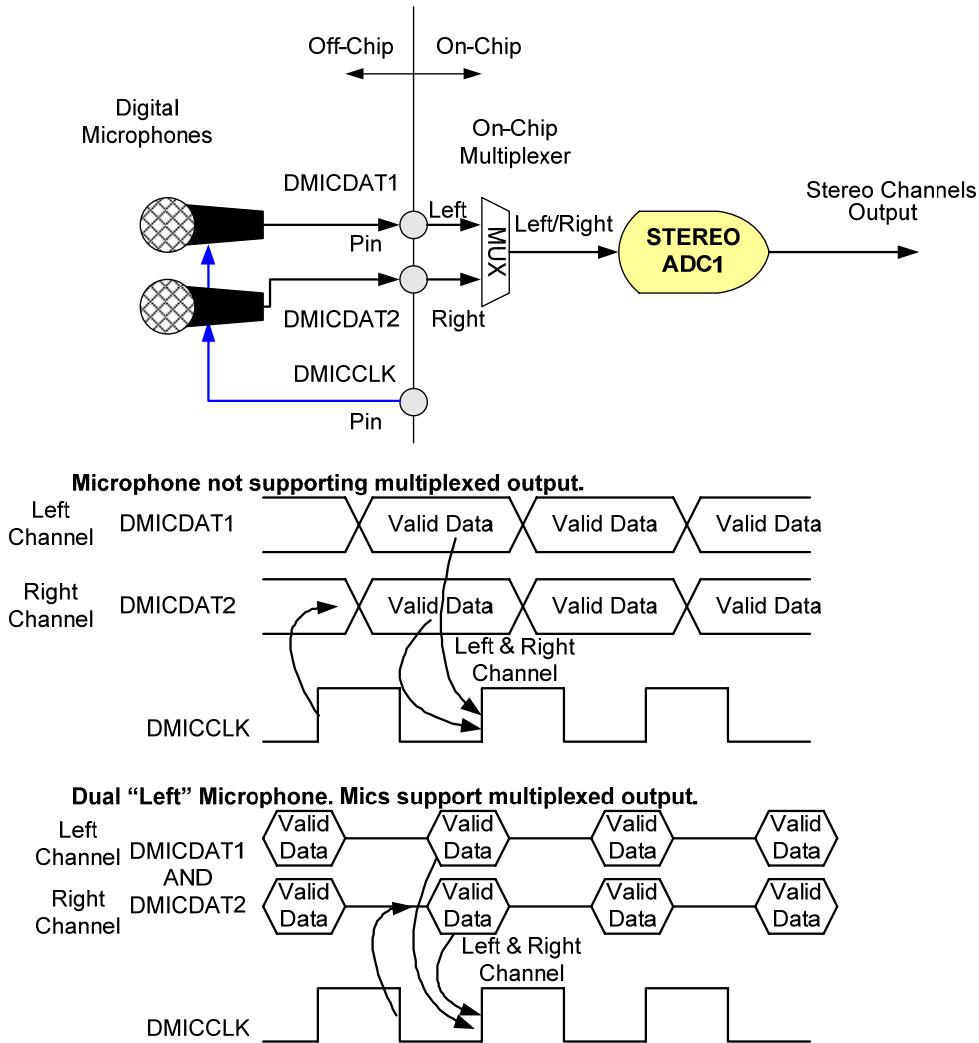 Off-Chip
On-Chip
Digital
Microphones
On-Chip
Multiplexer
DMICDAT1
Left
Pin
MUX
Left/Right
STEREO
ADC1
Stereo Channels
Output
DMICDAT2
Right
DMICCLK
Pin
Microphone not supporting multiplexed output.
Left
Channel
DMICDAT1
Valid Data
Valid Data
Valid Data
Right
Channel
DMICDAT2
Valid Data
Valid Data
Valid Data
Left & Right
Channel
DMICCLK
Dual “Left” Microphone. Mics support multiplexed output.
Left
Channel
DMICDAT1
AND
DMICDAT2
Right
Channel
Valid
Data
Valid
Data
Valid
Data
Valid
Data
Valid
Data
Valid
Data
Valid
Data
Valid
Data
Left & Right
Channel
DMICCLK